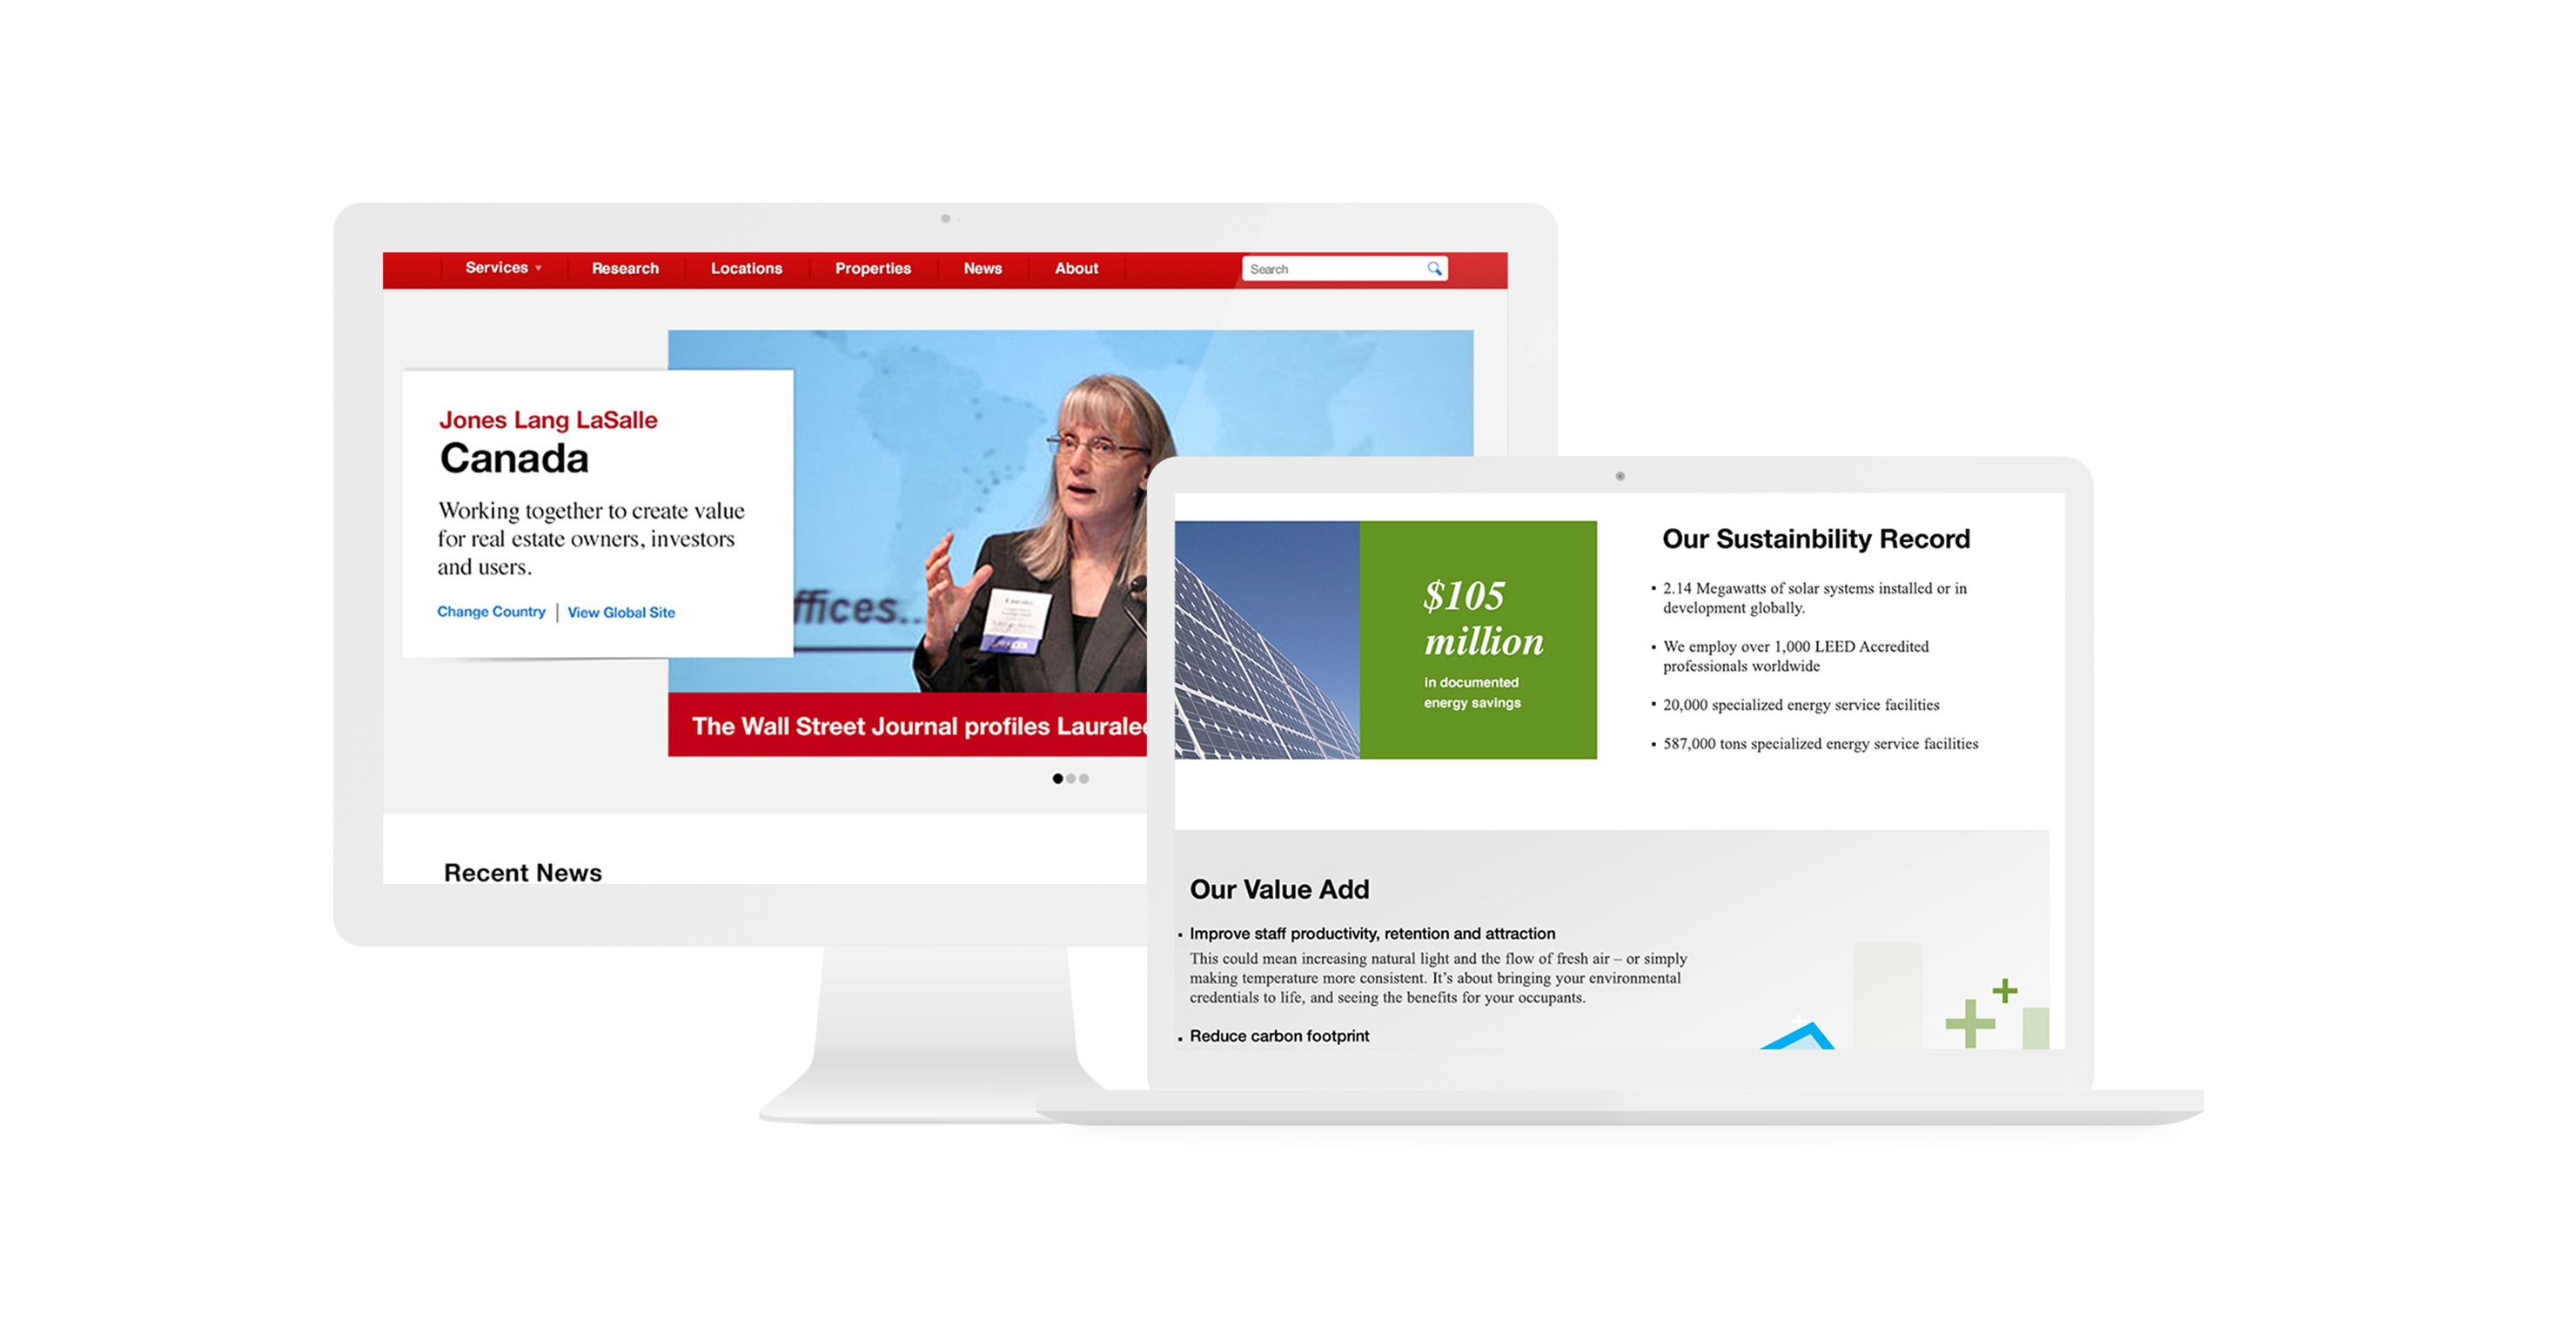 Services
Research
Locations
Properties
News
About
Search
Jones Lang LaSalle
Canada
Working together to create value
for real estate owners, investors
and users.
Change Country | View Global Site
ffices...
The Wall Street Journal profiles Lauralee
Recent News
$105
million
in documented
energy savings
Our Sustainbility Record
▪ 2.14 Megawatts of solar systems installed or in
development globally.
▪ We employ over 1,000 LEED Accredited
professionals worldwide
▪ 20,000 specialized energy service facilities
▪ 587,000 tons specialized energy service facilities
Our Value Add
▪ Improve staff productivity, retention and attraction
This could mean increasing natural light and the flow of fresh air – or simply
making temperature more consistent. It’s about bringing your environmental
credentials to life, and seeing the benefits for your occupants.
▪ Reduce carbon footprint